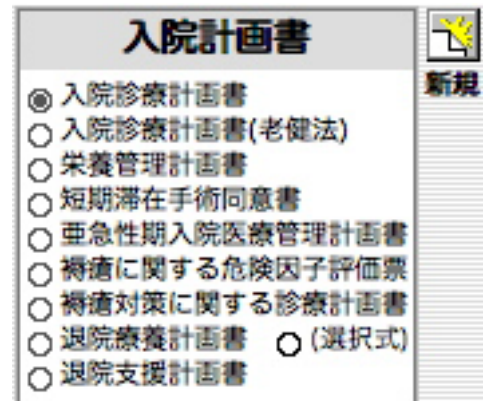 入院計画書
新規
入院診療計画書
入院診療計画書(老健法)
栄養管理計画書
短期滞在手術同意書
亜急性期入院医療管理計画書
褥瘡に関する危険因子評価票
褥瘡対策に関する診療計画書
退院療養計画書 (選択式)
退院支援計画書